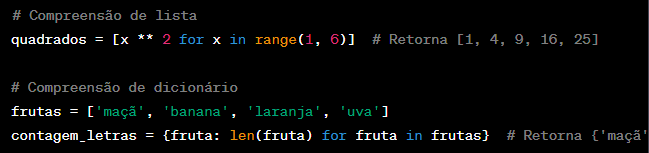 # Compreensão de lista
quadrados = [x ** 2 for x in range(1, 6)]  # Retorna [1, 4, 9, 16, 25]
# Compreensão de dicionário
frutas = ['maçã', 'banana', 'laranja', 'uva']
contagem_letras = {fruta: len(fruta) for fruta in frutas}  # Retorna {'maçã'